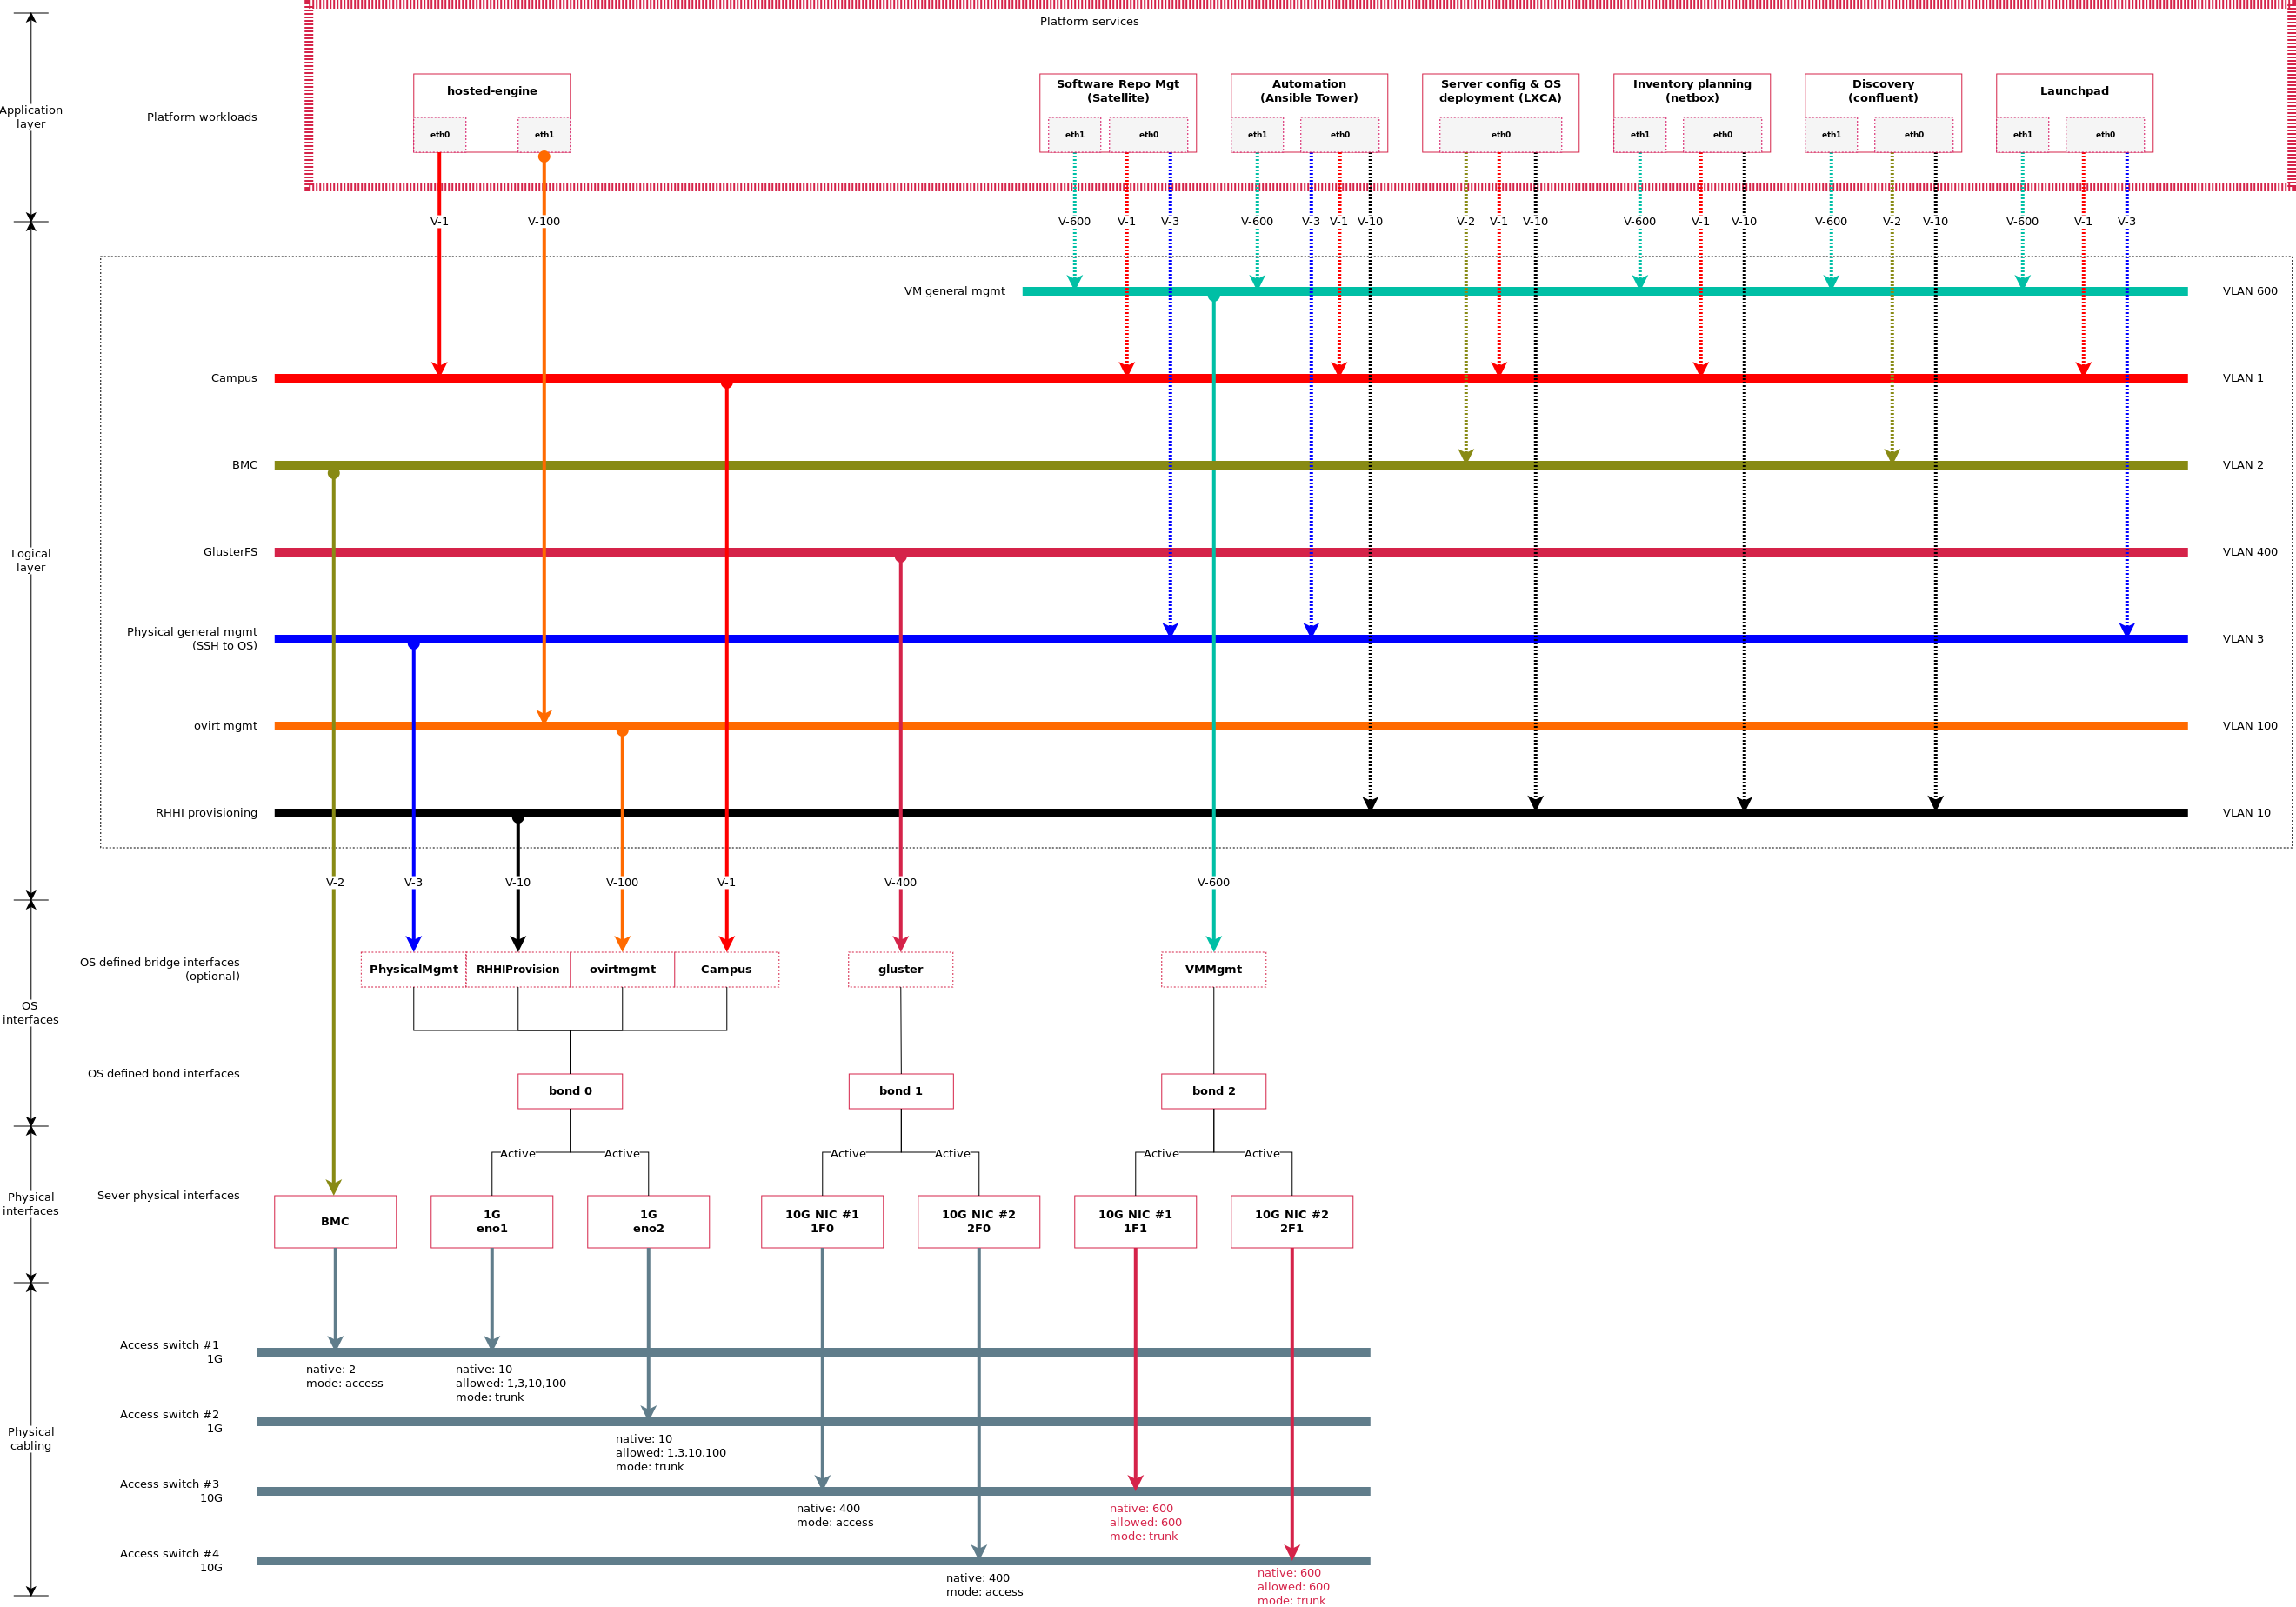 Platform services
hosted-engine
eth0
eth1
Software Repo Mgt
(Satellite)
eth1
eth0
Automation
(Ansible Tower)
eth1
eth0
Server config & OS
deployment (LXCA)
eth0
Inventory planning
(netbox)
eth1
eth0
Discovery
(confluent)
eth1
eth0
Launchpad
eth1
eth0
Application
layer
Platform workloads
V-1
V-100
V-600
V-1
V-3
V-600
V-3
V-1
V-10
V-2
V-1
V-10
V-600
V-1
V-10
V-600
V-2
V-10
V-600
V-1
V-3
VM general mgmt
VLAN 600
Campus
VLAN 1
BMC
VLAN 2
Logical
layer
GlusterFS
VLAN 400
Physical general mgmt
(SSH to OS)
VLAN 3
ovirt mgmt
VLAN 100
RHHI provisioning
VLAN 10
V-2
V-3
V-10
V-100
V-1
V-400
V-600
OS defined bridge interfaces
(optional)
PhysicalMgmt
RHHIProvision
ovirtmgmt
Campus
gluster
VMMgmt
OS
interfaces
OS defined bond interfaces
bond 0
bond 1
bond 2
Active
Active
Active
Active
Active
Active
Physical
interfaces
Sever physical interfaces
BMC
1G
eno1
1G
eno2
10G NIC #1
1F0
10G NIC #2
2F0
10G NIC #1
1F1
10G NIC #2
2F1
Access switch #1
1G
native: 2
mode: access
native: 10
allowed: 1,3,10,100
mode: trunk
Access switch #2
1G
Physical
cabling
native: 10
allowed: 1,3,10,100
mode: trunk
Access switch #3
10G
native: 400
mode: access
native: 600
allowed: 600
mode: trunk
Access switch #4
10G
native: 400
mode: access
native: 600
allowed: 600
mode: trunk